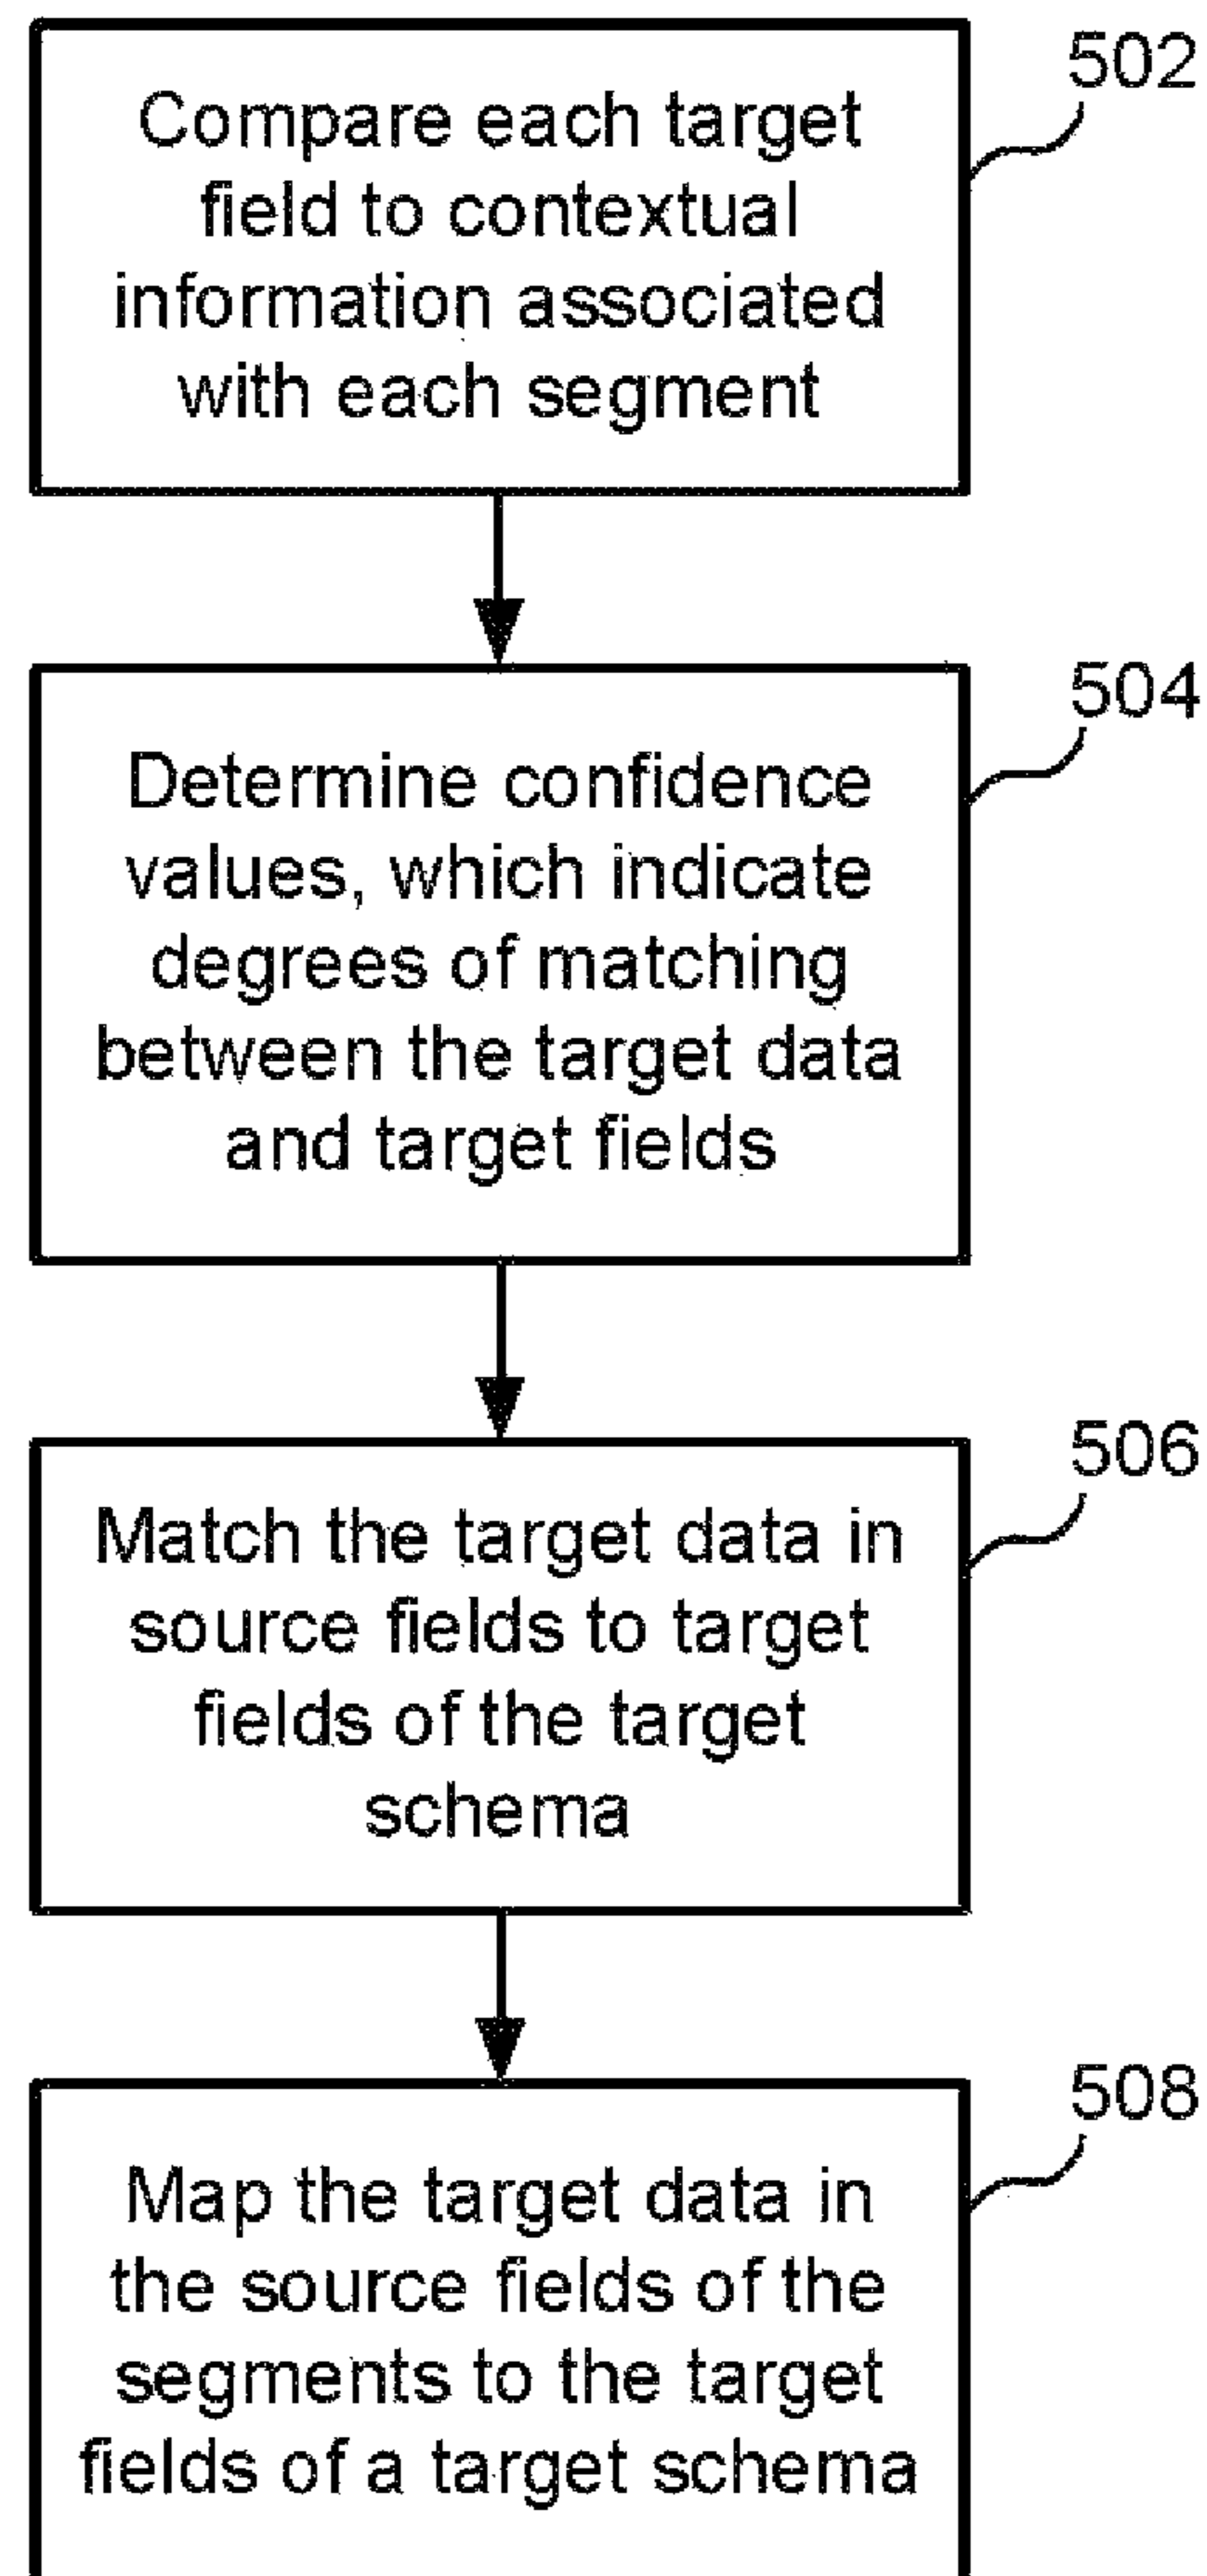 502
Compare each target
field to contextual
information associated
with each segment
504
Determine confidence
values, which indicate
degrees of matching
between the target data
and target fields
506
Match the target data in
source fields to target
fields of the target
schema
508
Map the target data in
the source fields of the
segments to the target
fields of a target schema